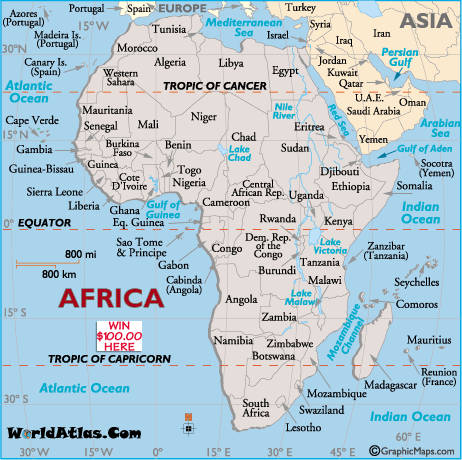 Azores
(Portugal)
Portugal
Spain
EUROPE
Turkey
ASIA
Madeira Is.
(Portugal)
Tunisia
Mediterranean
Sea
Syria
Israel
Iraq
Iran
30°N
Morocco
Canary Is.
(Spain)
Algeria
Libya
Egypt
Jordan
Kuwait
Qatar
Persian
Gulf
Western
Sahara
TROPIC OF CANCER
Atlantic
Ocean
U.A.E.
Oman
Saudi Arabia
Mauritania
Nile
River
Red Sea
Cape Verde
Senegal
Mali
Niger
Eritrea
Arabian
Sea
15°N
Chad
Sudan
Yemen
Gambia
Burkina
Faso
Benin
Lake
Chad
Gulf of Aden
Guinea-Bissau
Guinea
Djibouti
Socotra
(Yemen)
Cote
D'Ivoire
Togo
Nigeria
Central
African Rep.
Ethiopia
Somalia
Sierra Leone
Uganda
Liberia
Ghana
Gulf of
Guinea
Cameroon
Indian
Ocean
EQUATOR
Eq. Guinea
Rwanda
Kenya
0°
800 mi
800 km
Sao Tome
& Principe
Congo
Dem. Rep.
of the
Congo
Lake
Victoria
Zanzibar
(Tanzania)
Gabon
Tanzania
Cabinda
(Angola)
Burundi
Malawi
Seychelles
AFRICA
Angola
Lake
Malawi
Comoros
15°S
Zambia
WIN
$100.00
HERE
Mozambique
Channel
Namibia
Zimbabwe
Mauritius
TROPIC OF CAPRICORN
Botswana
Reunion
(France)
Atlantic Ocean
Mozambique
Madagascar
South
Africa
Swaziland
30°S
Lesotho
Indian Ocean
WorldAtlas.Com
30°W
15°W
0°
15°E
30°E
45°E
60°E
©GraphicMaps.com